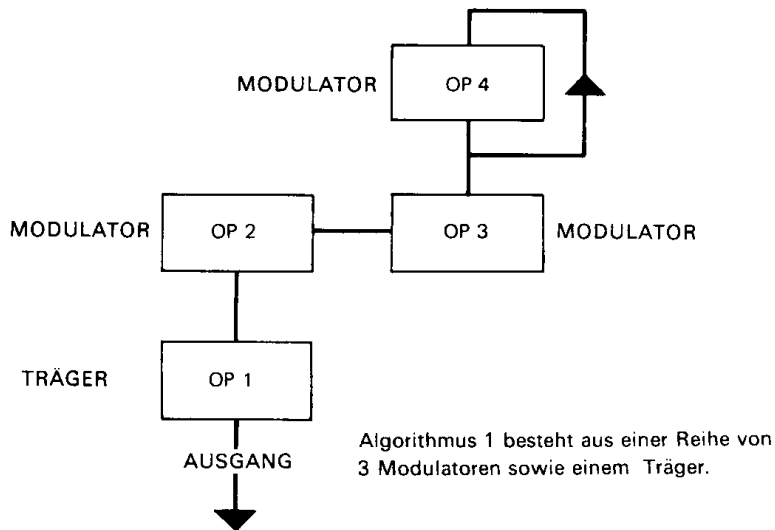 MODULATOR OP 4
MODULATOR OP 2 OP 3 MODULATOR
TRÄGER OP 1
AUSGANG
Algorithmus 1 besteht aus einer Reihe von
3 Modulatoren sowie einem Träger.